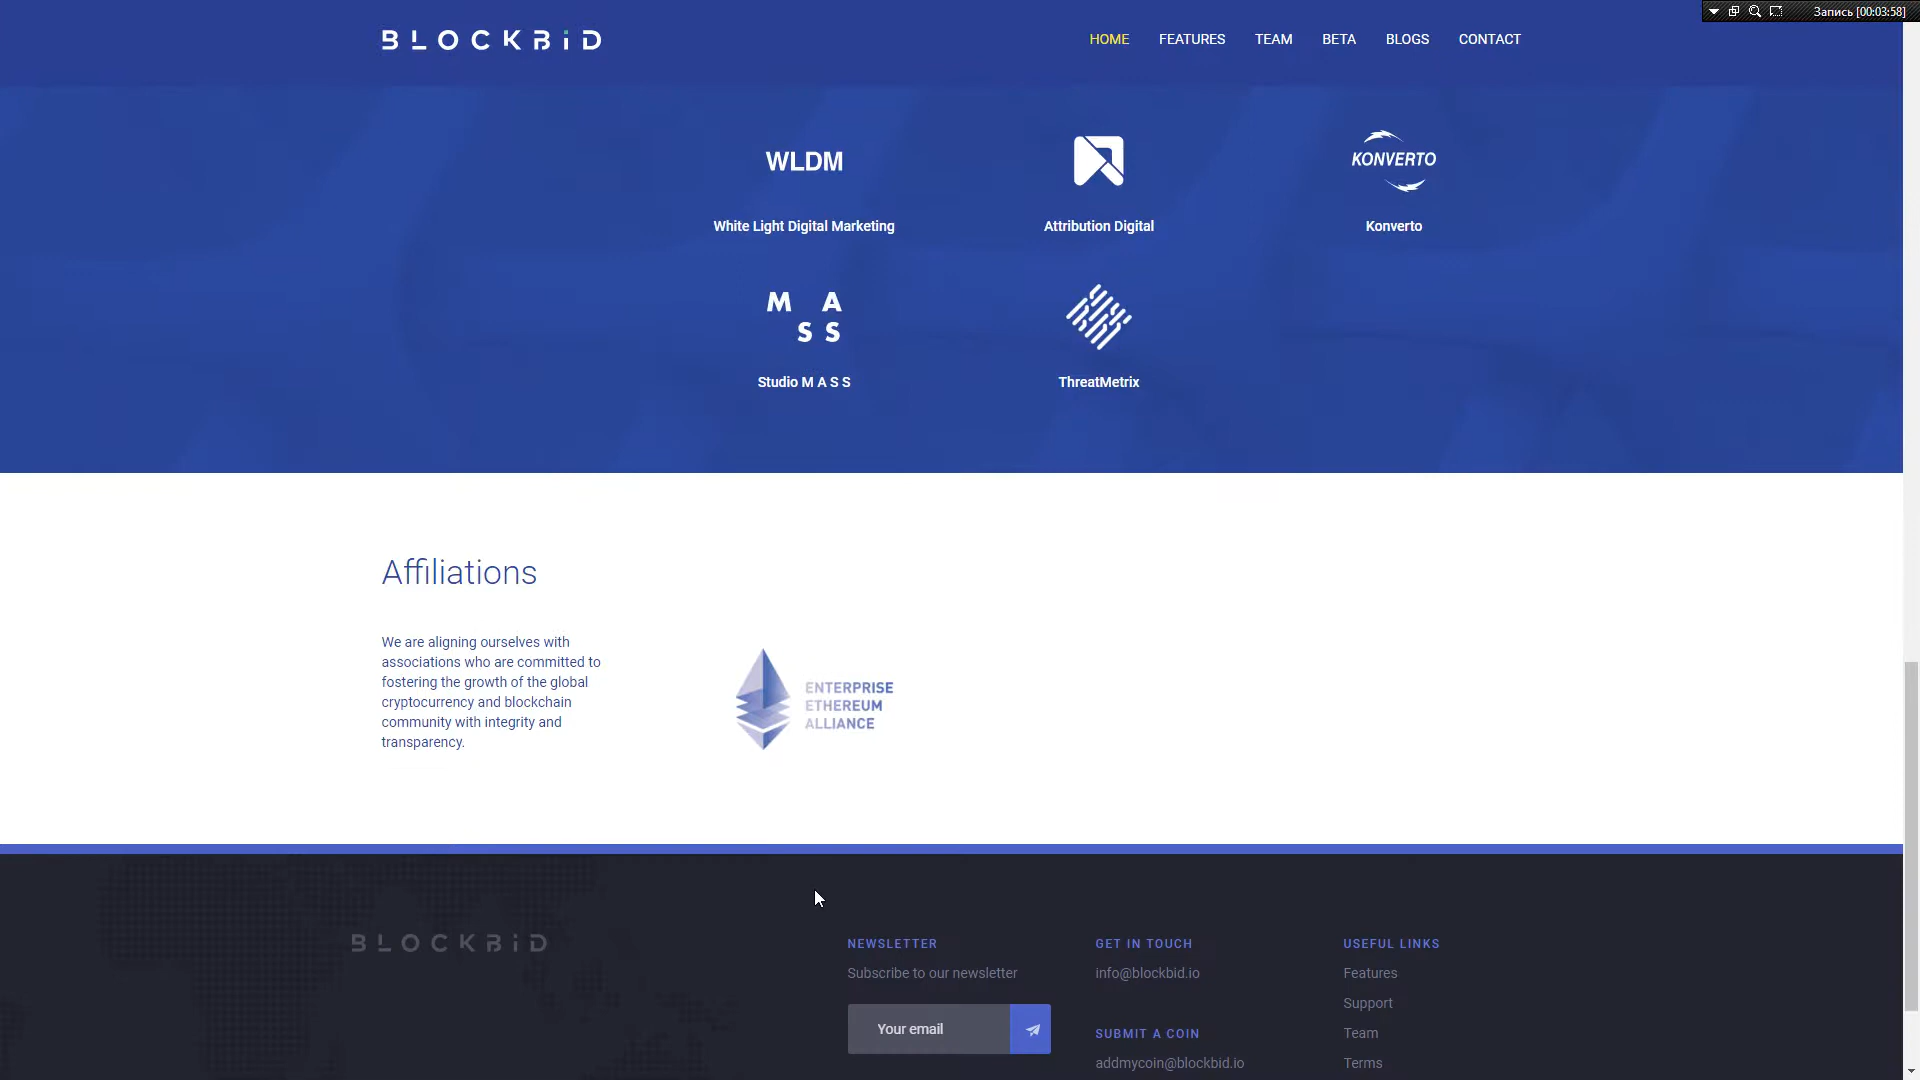 Запись [00:03:58]
BLOCKBiD
HOME FEATURES TEAM BETA BLOGS CONTACT
WLDM
White Light Digital Marketing
Attribution Digital
KONVERTO
Konverto
M A
S S
Studio M A S S
ThreatMetrix
Affiliations
We are aligning ourselves with
associations who are committed to
fostering the growth of the global
cryptocurrency and blockchain
community with integrity and
transparency.
ENTERPRISE
ETHEREUM
ALLIANCE
BLOCKBiD
NEWSLETTER
Subscribe to our newsletter
Your email
GET IN TOUCH
info@blockbid.io
SUBMIT A COIN
addmycoin@blockbid.io
USEFUL LINKS
Features
Support
Team
Terms